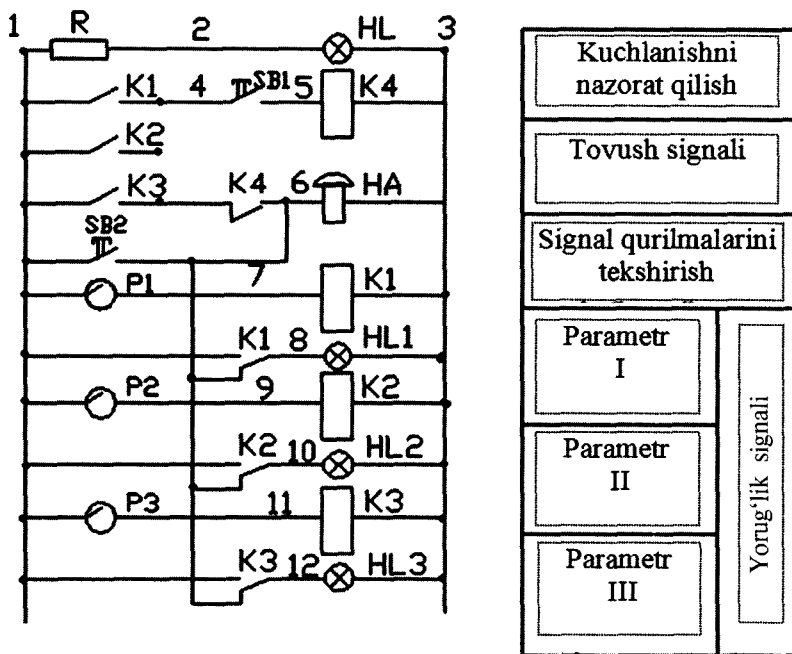 1 R 2 HL 3
K1 4 SB1 5 K4
K2
K3 K4 6 HA
SB2
7
P1 K1
K1 8 HL1
P2 9 K2
K2 10 HL2
P3 11 K3
K3 12 HL3
Kuchlanishni
nazorat qilish
Tovush signali
Signal qurilmalarini
tekshirish
Parametr
I
Parametr
II
Parametr
III
Yorug‘lik signali